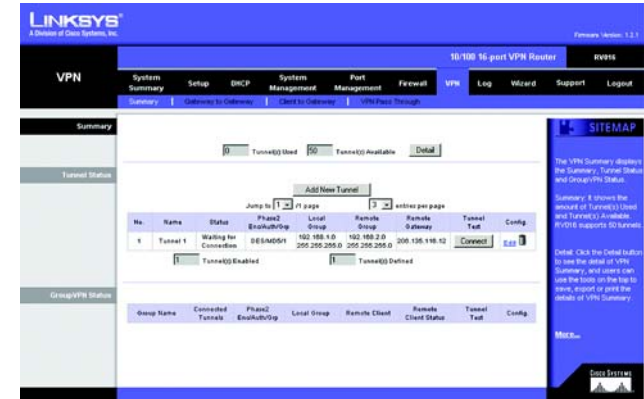 LINKSYS®
A Division of Cisco Systems, Inc.
Firmware Version: 1.2.1
10/100 16-port VPN Router
RV016
VPN
System Summary
Setup
DHCP
System Management
Port Management
Firewall
VPN
Log
Wizard
Support
Logout
Summary | Gateway to Gateway | Client to Gateway | VPN Pass Through
Summary
0 Tunnel(s) Used 50 Tunnel(s) Available Detail
Tunnel Status
Add New Tunnel
Jump to 1 /1 page 3 entries per page
No. Name Status Phase2 Enc/Auth/Grp Local Group Remote Group Remote Gateway Tunnel Test Config.
1 Tunnel 1 Waiting for Connection DES/MD5/1 192.168.1.0 255.255.255.0 192.168.2.0 255.255.255.0 Connect Edit
1 Tunnel(s) Enabled 1 Tunnel(s) Defined
GroupVPN Status
Group Name Connected Tunnels Phase2 Enc/Auth/Grp Local Group Remote Client Remote Client Status Tunnel Test Config.
SITEMAP
The VPN Summary displays
the Summary, Tunnel Status
and GroupVPN Status.
Summary: It shows the
amount of Tunnel(s) Used
and Tunnel(s) Available.
RV016 supports 50 tunnels.
Detail: Click the Detail button
to see the detail of VPN
Summary, and users can
use the tools on the top to
save, export or print the
details of VPN Summary.
More...
CISCO SYSTEMS